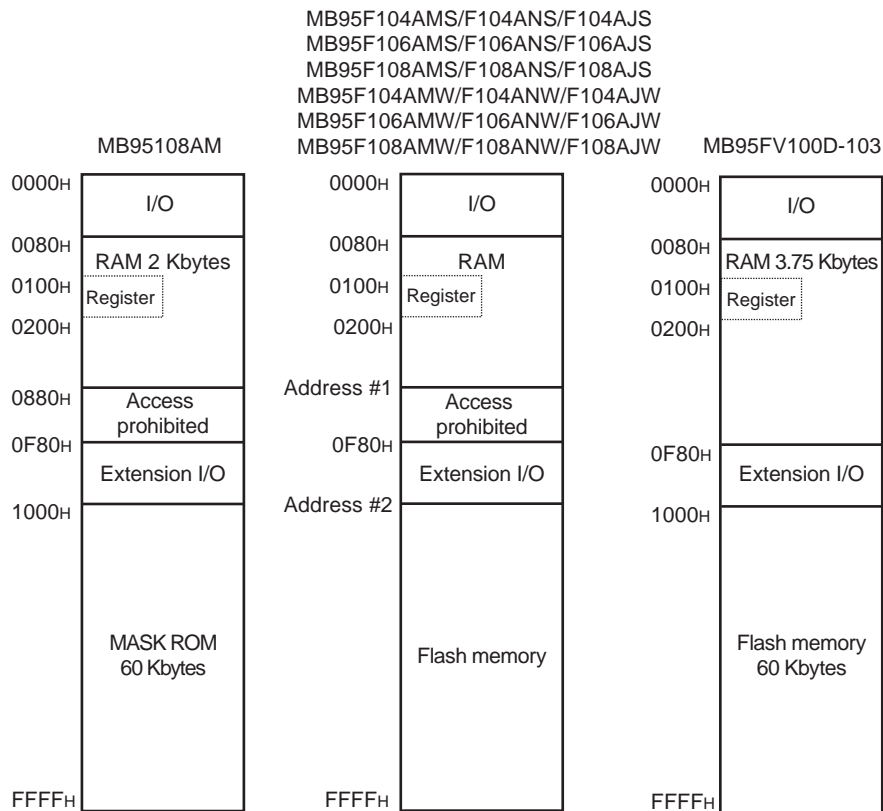 MB95F104AMS/F104ANS/F104AJS
MB95F106AMS/F106ANS/F106AJS
MB95F108AMS/F108ANS/F108AJS
MB95F104AMW/F104ANW/F104AJW
MB95F106AMW/F106ANW/F106AJW
MB95F108AMW/F108ANW/F108AJW
MB95108AM
0000H
I/O
0080H
RAM 2 Kbytes
0100H
Register
0200H
0880H
Access
prohibited
0F80H
Extension I/O
1000H
MASK ROM
60 Kbytes
FFFFH
0000H
I/O
0080H
RAM
0100H
Register
0200H
Address #1
Access
prohibited
0F80H
Extension I/O
Address #2
Flash memory
FFFFH
MB95FV100D-103
0000H
I/O
0080H
RAM 3.75 Kbytes
0100H
Register
0200H
0F80H
Extension I/O
1000H
Flash memory
60 Kbytes
FFFFH